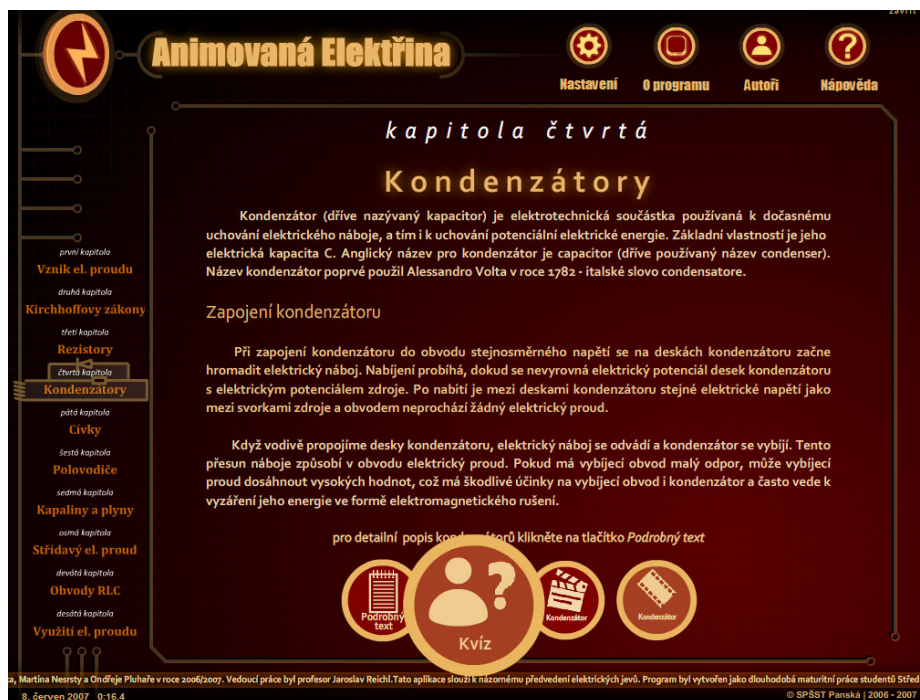 zavřít
Animovaná Elektřina
Nastavení
O programu
Autoři
Nápověda
kapitola čtvrtá
Kondenzátory
Kondenzátor (dříve nazývaný kapacitor) je elektrotechnická součástka používaná k dočasnému
uchování elektrického náboje, a tím i k uchování potenciální elektrické energie. Základní vlastností je jeho
elektrická kapacita C. Anglický název pro kondenzátor je capacitor (dříve používaný název condenser).
Název kondenzátor poprvé použil Alessandro Volta v roce 1782 - italské slovo condensatore.
Zapojení kondenzátoru
Při zapojení kondenzátoru do obvodu stejnosměrného napětí se na deskách kondenzátoru začne
hromadit elektrický náboj. Nabíjení probíhá, dokud se nevyrovná elektrický potenciál desek kondenzátoru
s elektrickým potenciálem zdroje. Po nabití je mezi deskami kondenzátoru stejné elektrické napětí jako
mezi svorkami zdroje a obvodem neprochází žádný elektrický proud.
Když vodivě propojíme desky kondenzátoru, elektrický náboj se odvádí a kondenzátor se vybíjí. Tento
přesun náboje způsobí v obvodu elektrický proud. Pokud má vybíjecí obvod malý odpor, může vybíjecí
proud dosáhnout vysokých hodnot, což má škodlivé účinky na vybíjecí obvod i kondenzátor a často vede k
vyzáření jeho energie ve formě elektromagnetického rušení.
pro detailní popis kondenzátorů klikněte na tlačítko Podrobný text
Podrobný
text
Kvíz
Kondenzátor
Kondenzátor
první kapitola
Vznik el. proudu
druhá kapitola
Kirchhoffovy zákony
třetí kapitola
Rezistory
čtvrtá kapitola
Kondenzátory
pátá kapitola
Cívky
šestá kapitola
Polovodiče
sedmá kapitola
Kapaliny a plyny
osmá kapitola
Střídavý el. proud
devátá kapitola
Obvody RLC
desátá kapitola
Využití el. proudu
a, Martina Nesrsty a Ondřeje Pluhaře v roce 2006/2007. Vedoucí práce byl profesor Jaroslav Reichl.Tato aplikace slouží k názornému předvedení elektrických jevů. Program byl vytvořen jako dlouhodobá maturitní práce studentů Střed
8. červen 2007 0:16.4
© SPŠST Panská | 2006 - 2007